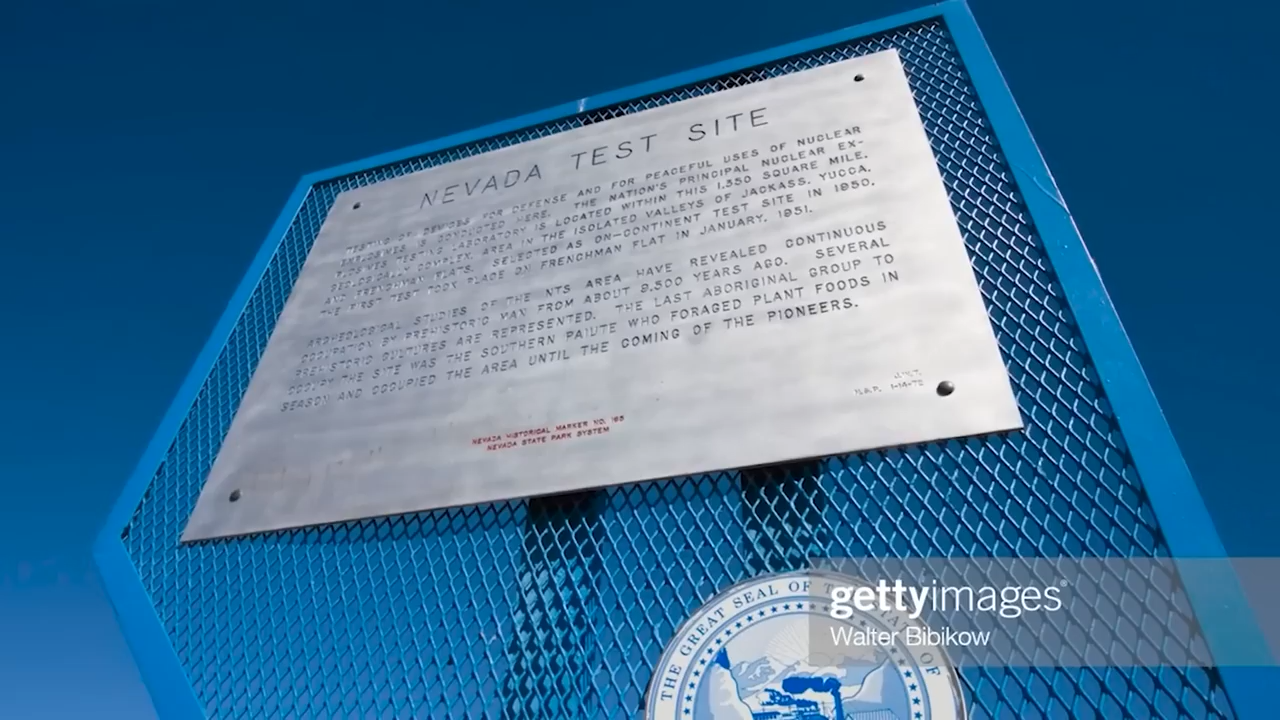 NEVADA TEST SITE
TESTING OF DEVICES FOR DEFENSE AND FOR PEACEFUL USES OF NUCLEAR
EXPLOSIVES IS CONDUCTED HERE. THE NATION'S PRINCIPAL NUCLEAR EX-
PLOSIVES TESTING LABORATORY IS LOCATED WITHIN THIS 1,350 SQUARE MILE,
GEOLOGICALLY COMPLEX, AREA IN THE ISOLATED VALLEYS OF JACKASS, YUCCA,
AND FRENCHMAN FLATS. SELECTED AS ON-CONTINENT TEST SITE IN 1950,
THE FIRST TEST TOOK PLACE ON FRENCHMAN FLAT IN JANUARY, 1951.
ARCHEOLOGICAL STUDIES OF THE NTS AREA HAVE REVEALED CONTINUOUS
OCCUPATION BY PREHISTORIC MAN FROM ABOUT 9,500 YEARS AGO. SEVERAL
PREHISTORIC CULTURES ARE REPRESENTED. THE LAST ABORIGINAL GROUP TO
OCCUPY THE SITE WAS THE SOUTHERN PAIUTE WHO FORAGED PLANT FOODS IN
SEASON AND OCCUPIED THE AREA UNTIL THE COMING OF THE PIONEERS.
NEVADA HISTORICAL MARKER NO. 165
NEVADA STATE PARK SYSTEM
THE GREAT SEAL OF OF
gettyimages
Walter Bibikow